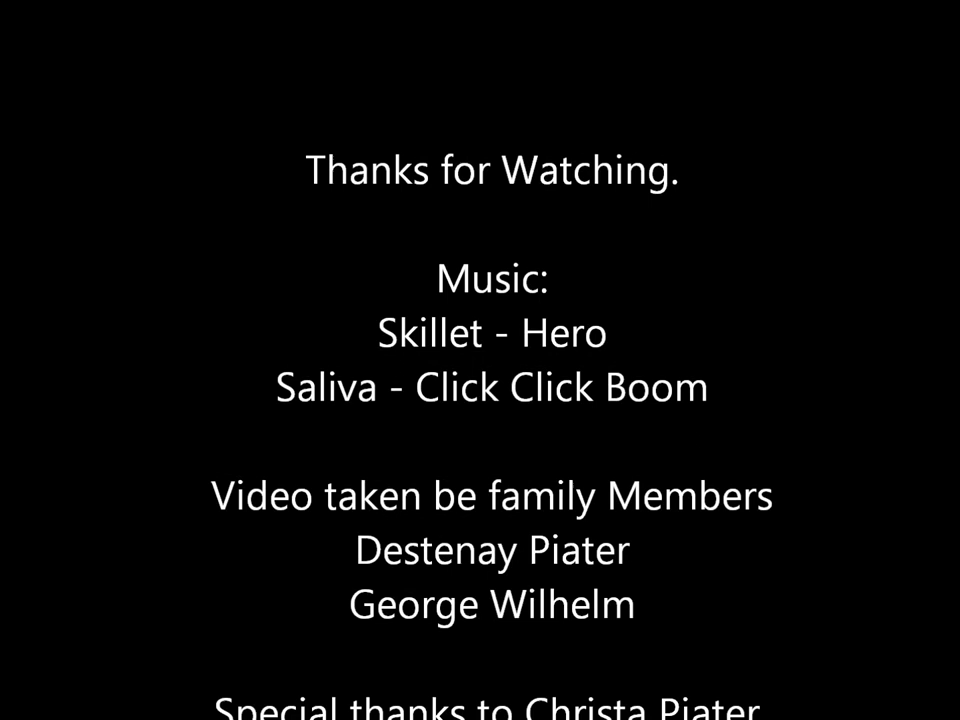 Thanks for Watching.
Music:
Skillet - Hero
Saliva - Click Click Boom
Video taken be family Members
Destenay Piater
George Wilhelm
Special thanks to Christa Piater